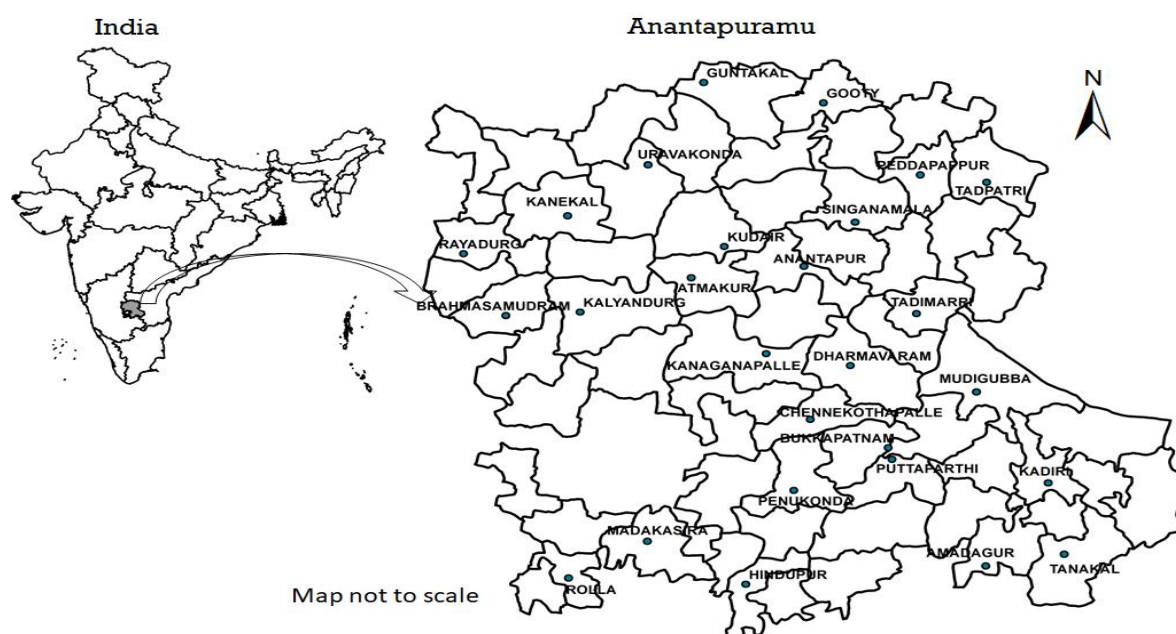 India
Anantapuramu
N
GUNTAKAL
GOOTY
URAVAKONDA
PEDDAPAPPUR
TADPATRI
KANEKAL
SINGANAMALA
RAYADURG
KUDAIR
ANANTAPUR
ATMAKUR
BRAHMASAMUDRAM
KALYANDURG
TADIMARRI
KANAGANAPALLE
DHARMAVARAM
MUDIGUBBA
CHENNEKOTHAPALLE
BUKKAPATNAM
PUTTAPARTHI
KADIRI
PENUKONDA
MADAKASIRA
AMADAGUR
TANAKAL
HINDUPUR
ROLLA
Map not to scale